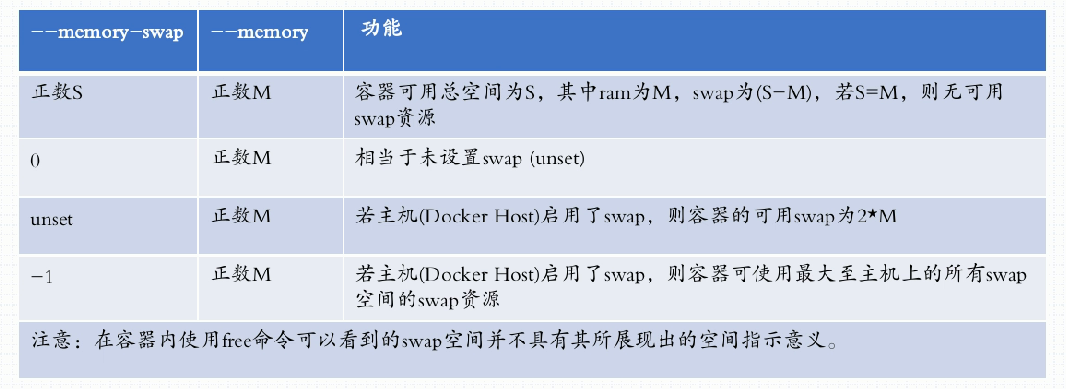 --memory-swap --memory 功能
正数S 正数M 容器可用总空间为S，其中ram为M，swap为(S-M)，若S=M，则无可用
swap资源
0 正数M 相当于未设置swap (unset)
unset 正数M 若主机(Docker Host)启用了swap，则容器的可用swap为2*M
-1 正数M 若主机(Docker Host)启用了swap，则容器可使用最大至主机上的所有swap
空间的swap资源
注意：在容器内使用free命令可以看到的swap空间并不具有其所展现出的空间指示意义。